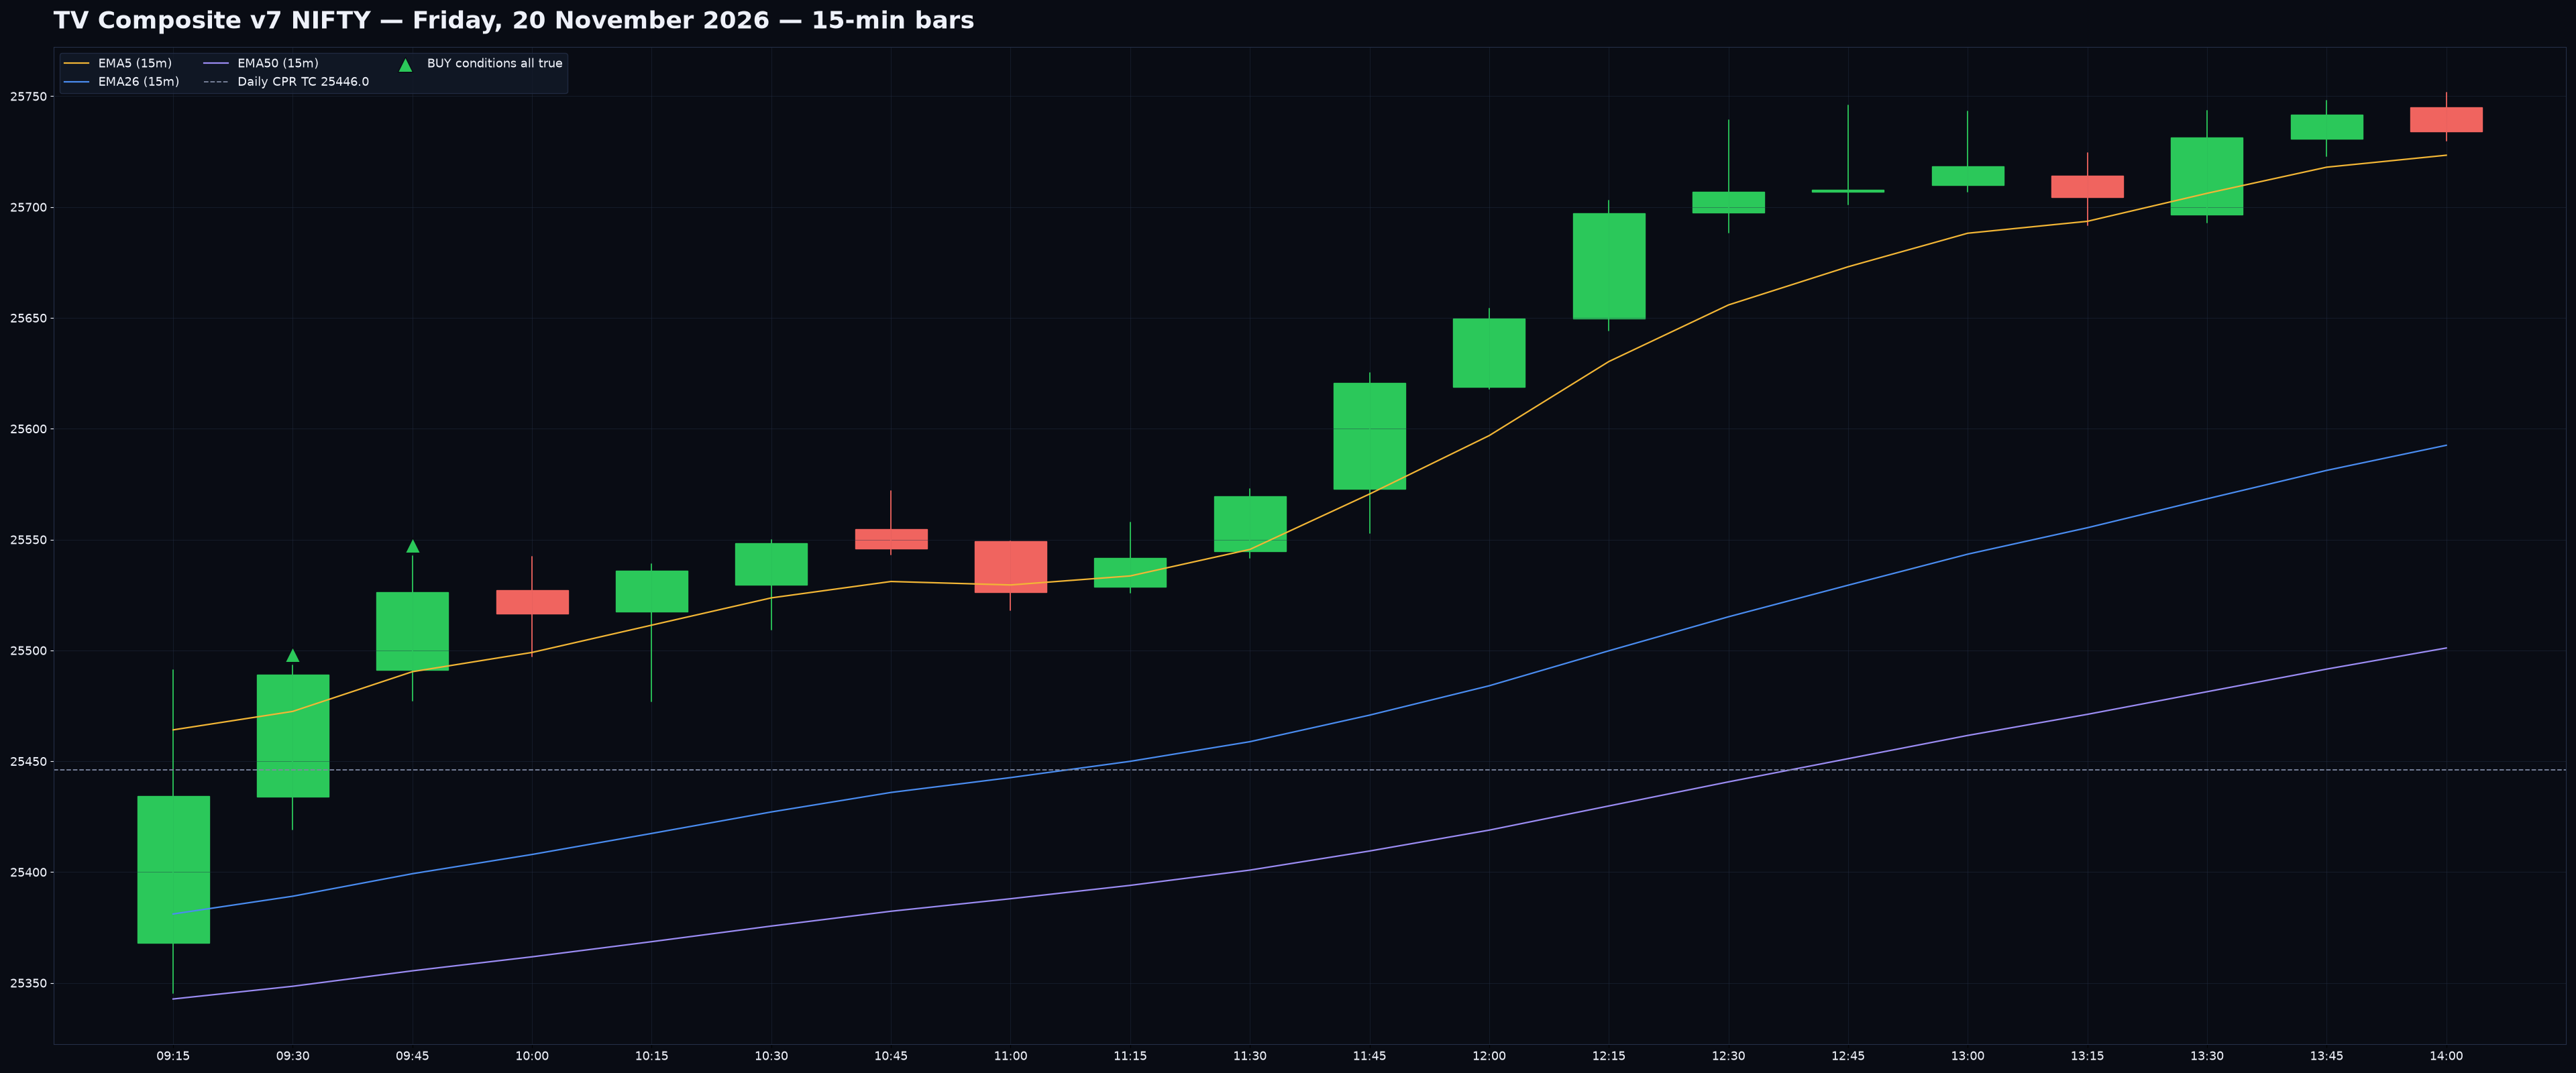 TV Composite v7 NIFTY — Friday, 20 November 2026 — 15-min bars
EMA5 (15m)
EMA26 (15m)
EMA50 (15m)
Daily CPR TC 25446.0
BUY conditions all true
25750
25700
25650
25600
25550
25500
25450
25400
25350
09:15 09:30 09:45 10:00 10:15 10:30 10:45 11:00 11:15 11:30 11:45 12:00 12:15 12:30 12:45 13:00 13:15 13:30 13:45 14:00